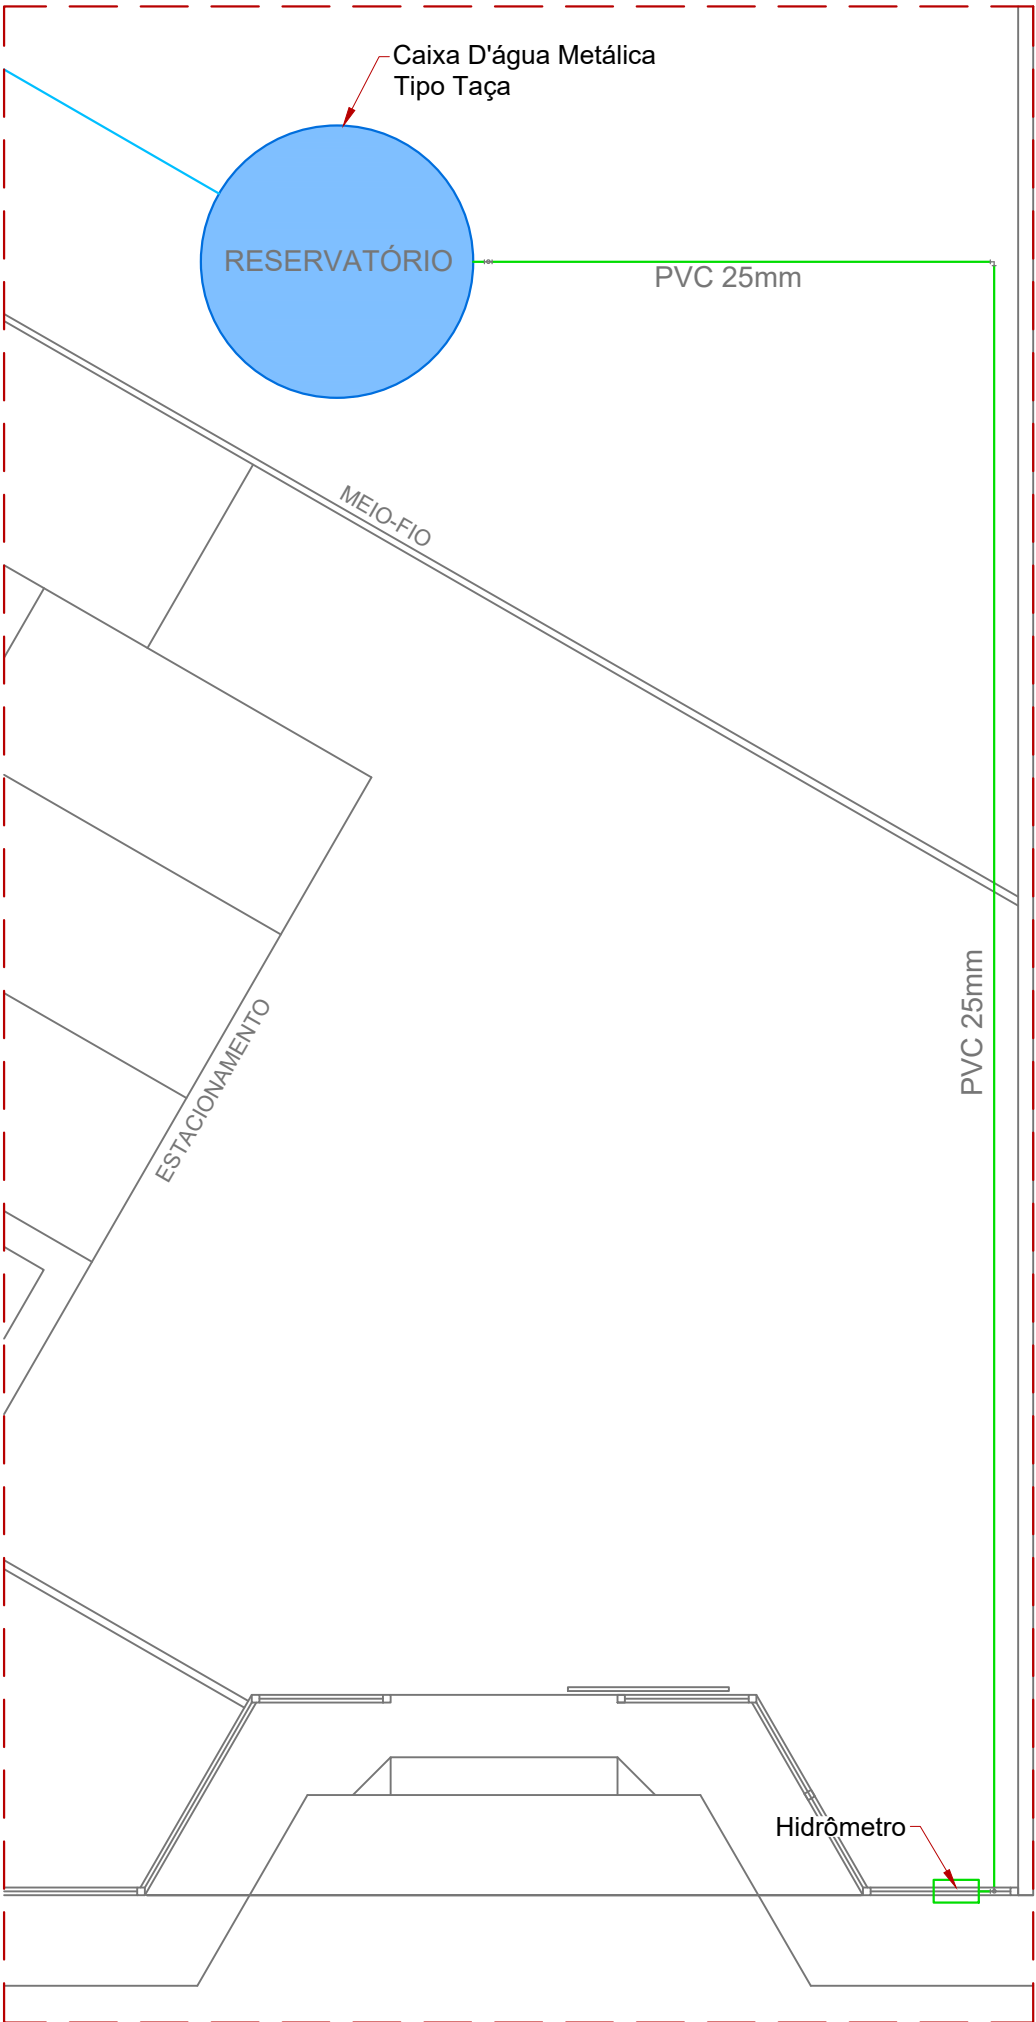 Caixa D'água Metálica
Tipo Taça
RESERVATÓRIO
PVC 25mm
MEIO-FIO
PVC 25mm
ESTACIONAMENTO
Hidrômetro